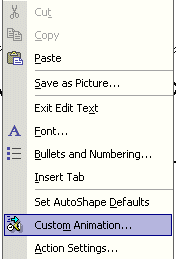 Cut
Copy
Paste
Save as Picture...
Exit Edit Text
Font...
Bullets and Numbering...
Insert Tab
Set AutoShape Defaults
Custom Animation...
Action Settings...